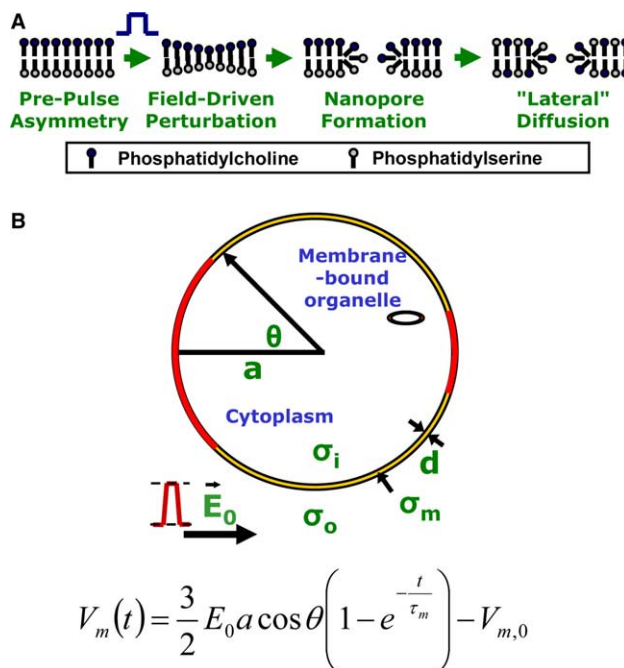 A
Pre-Pulse Asymmetry
Field-Driven Perturbation
Nanopore Formation
"Lateral" Diffusion
Phosphatidylcholine
Phosphatidylserine
B
Membrane
-bound
organelle
θ
a
Cytoplasm
σi
d
σm
E0
σo
Vm(t) = 3/2 E0 a cos θ (1 − e^(−t/τm)) − Vm,0